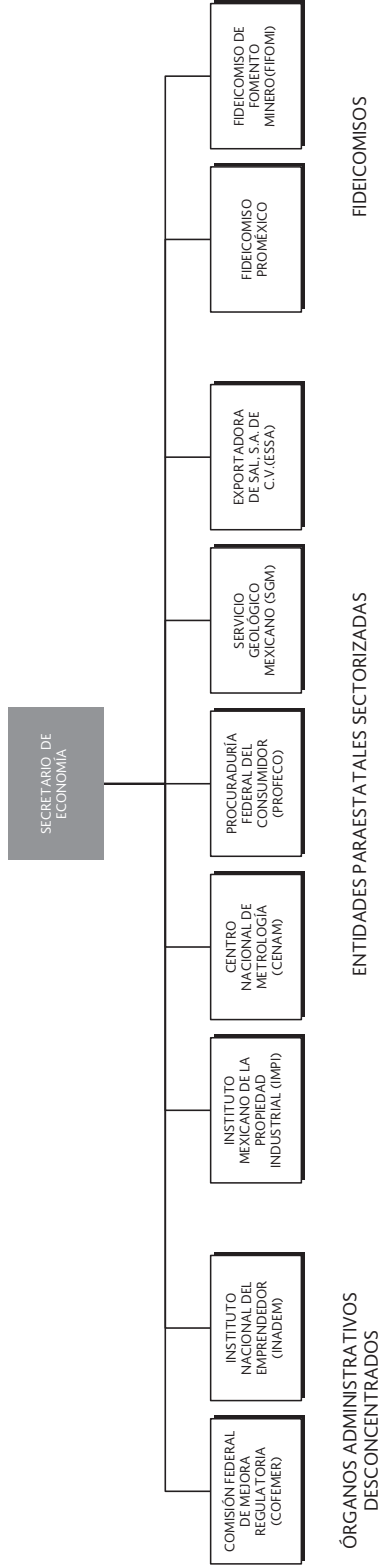 SECRETARIO DE
ECONOMÍA
COMISIÓN FEDERAL
DE MEJORA
REGULATORIA
(COFEMER)
INSTITUTO
NACIONAL DEL
EMPRENDEDOR
(INADEM)
INSTITUTO
MEXICANO DE LA
PROPIEDAD
INDUSTRIAL (IMPI)
CENTRO
NACIONAL DE
METROLOGÍA
(CENAM)
PROCURADURÍA
FEDERAL DEL
CONSUMIDOR
(PROFECO)
SERVICIO
GEOLÓGICO
MEXICANO (SGM)
EXPORTADORA
DE SAL, S.A. DE
C.V.(ESSA)
FIDEICOMISO
PROMÉXICO
FIDEICOMISO DE
FOMENTO
MINERO(FIFOMI)
ÓRGANOS ADMINISTRATIVOS
DESCONCENTRADOS
ENTIDADES PARAESTATALES SECTORIZADAS
FIDEICOMISOS